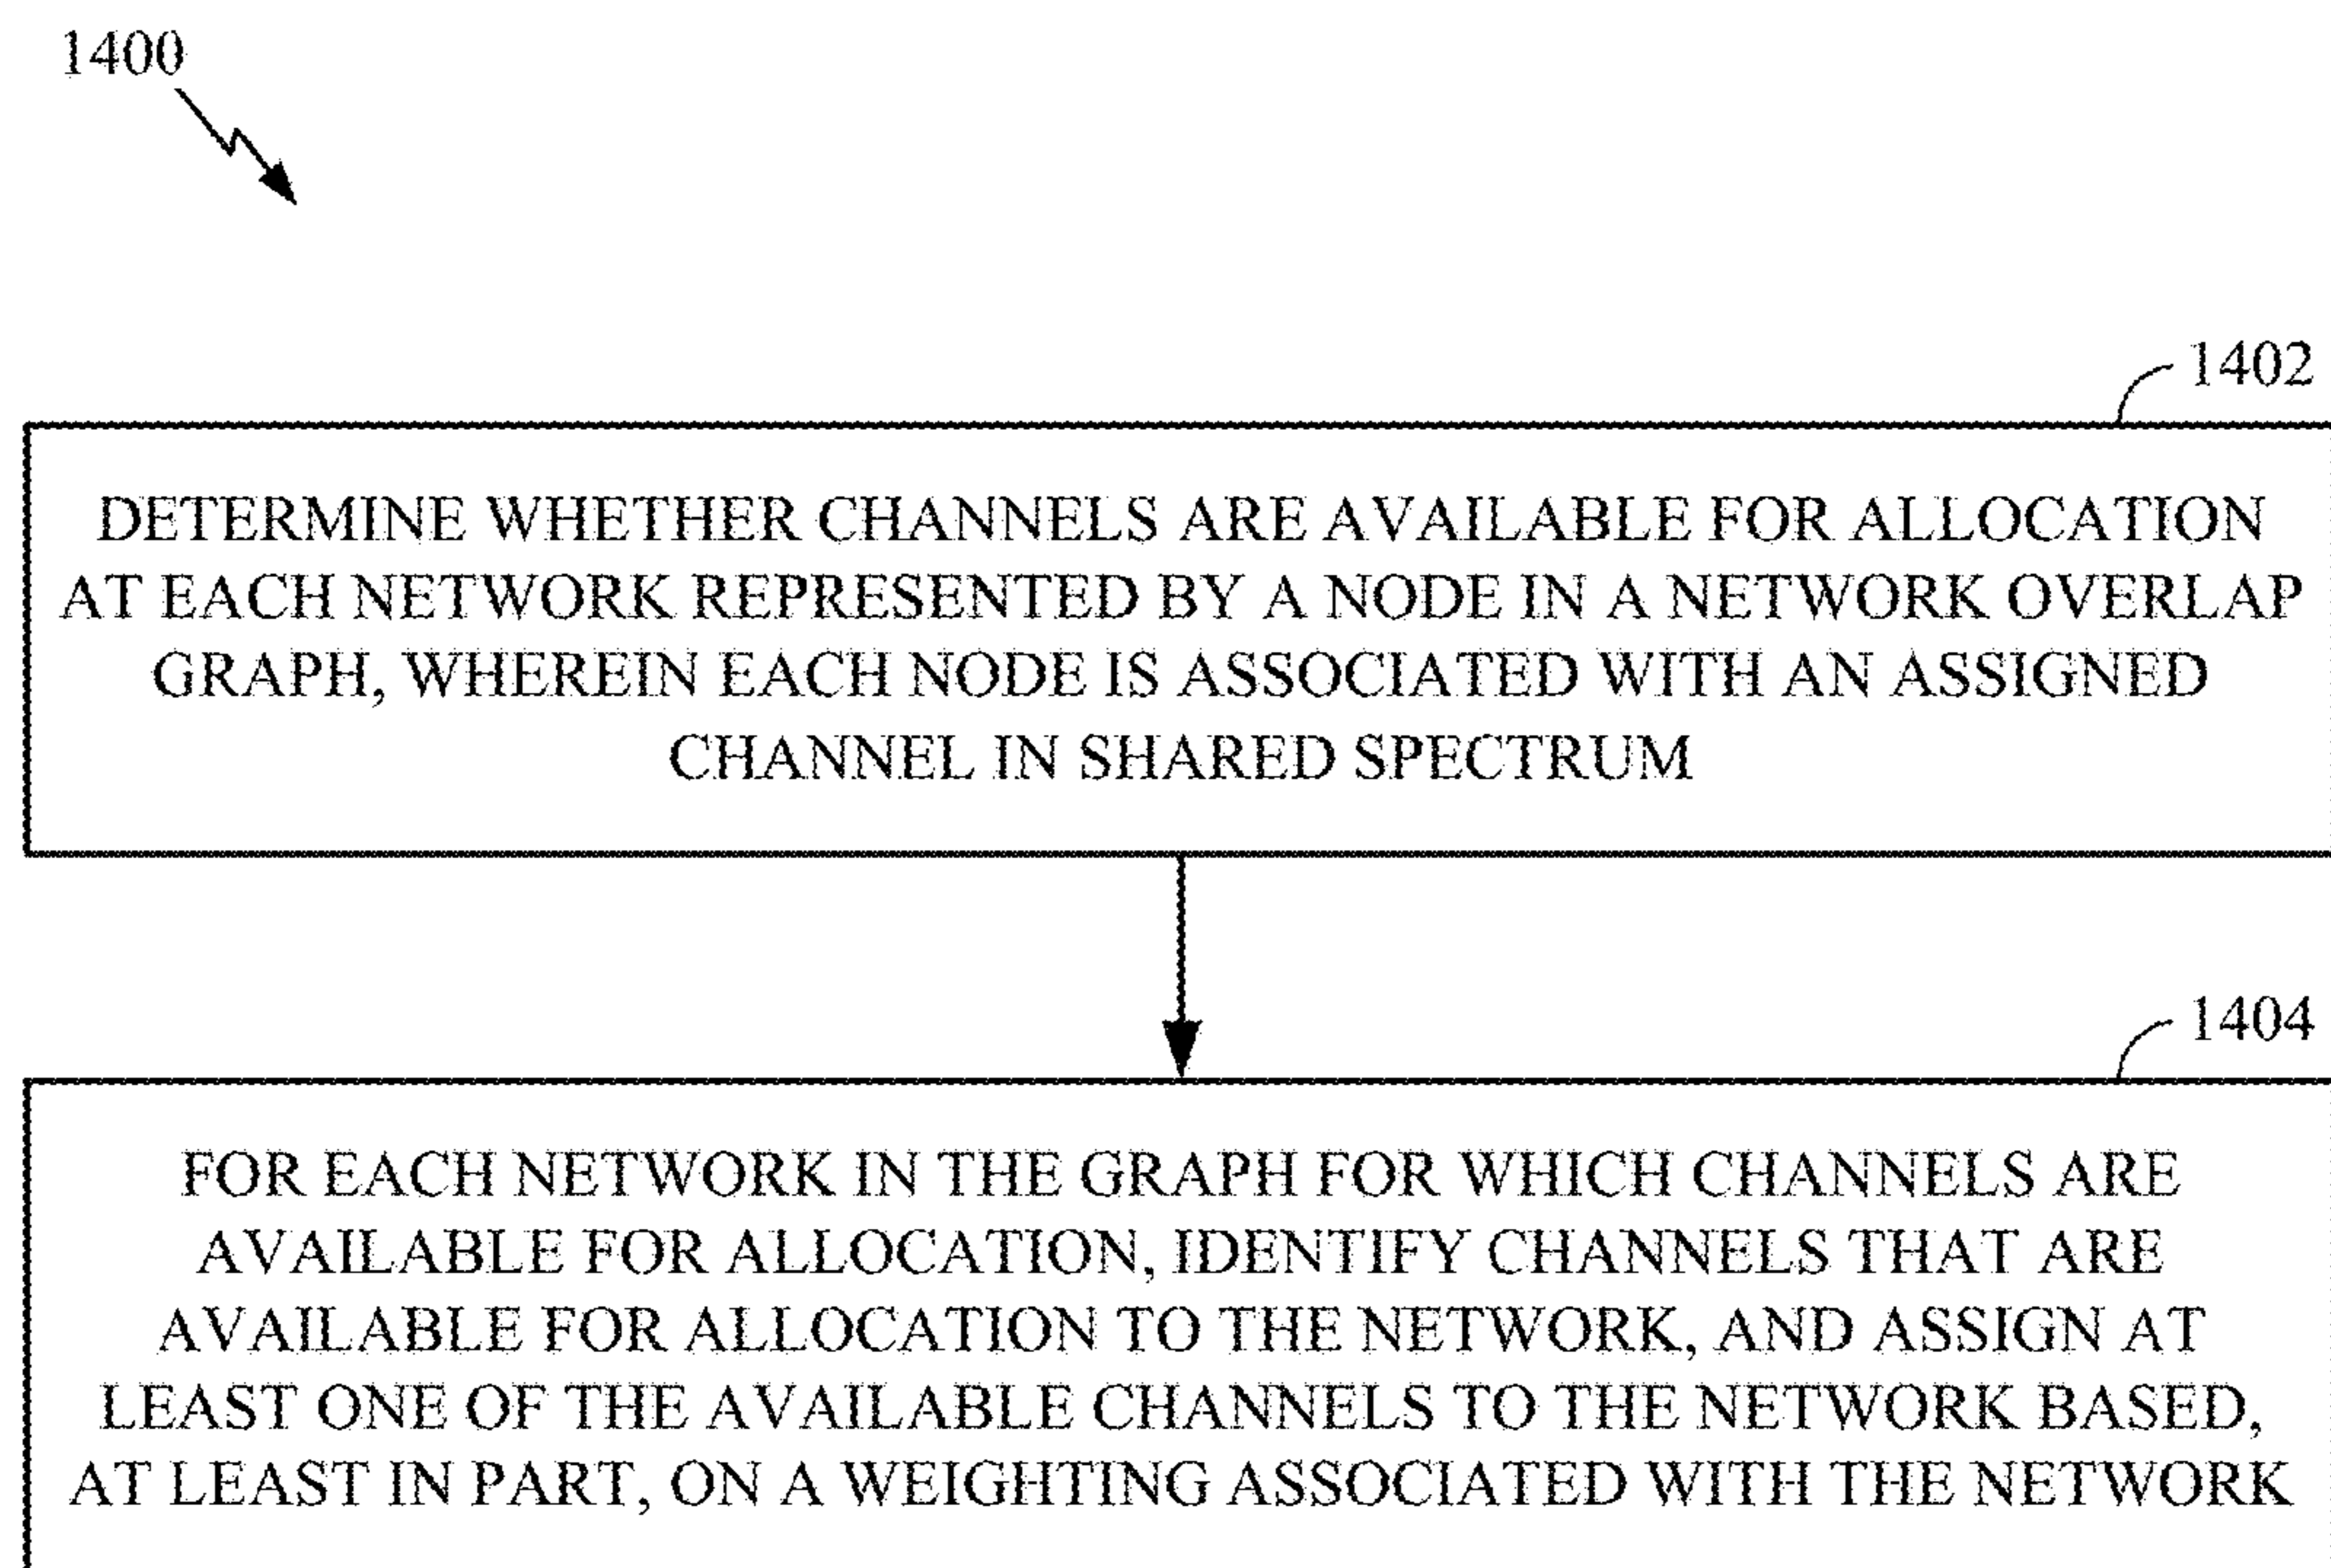 1400
1402
DETERMINE WHETHER CHANNELS ARE AVAILABLE FOR ALLOCATION
AT EACH NETWORK REPRESENTED BY A NODE IN A NETWORK OVERLAP
GRAPH, WHEREIN EACH NODE IS ASSOCIATED WITH AN ASSIGNED
CHANNEL IN SHARED SPECTRUM
1404
FOR EACH NETWORK IN THE GRAPH FOR WHICH CHANNELS ARE
AVAILABLE FOR ALLOCATION, IDENTIFY CHANNELS THAT ARE
AVAILABLE FOR ALLOCATION TO THE NETWORK, AND ASSIGN AT
LEAST ONE OF THE AVAILABLE CHANNELS TO THE NETWORK BASED,
AT LEAST IN PART, ON A WEIGHTING ASSOCIATED WITH THE NETWORK